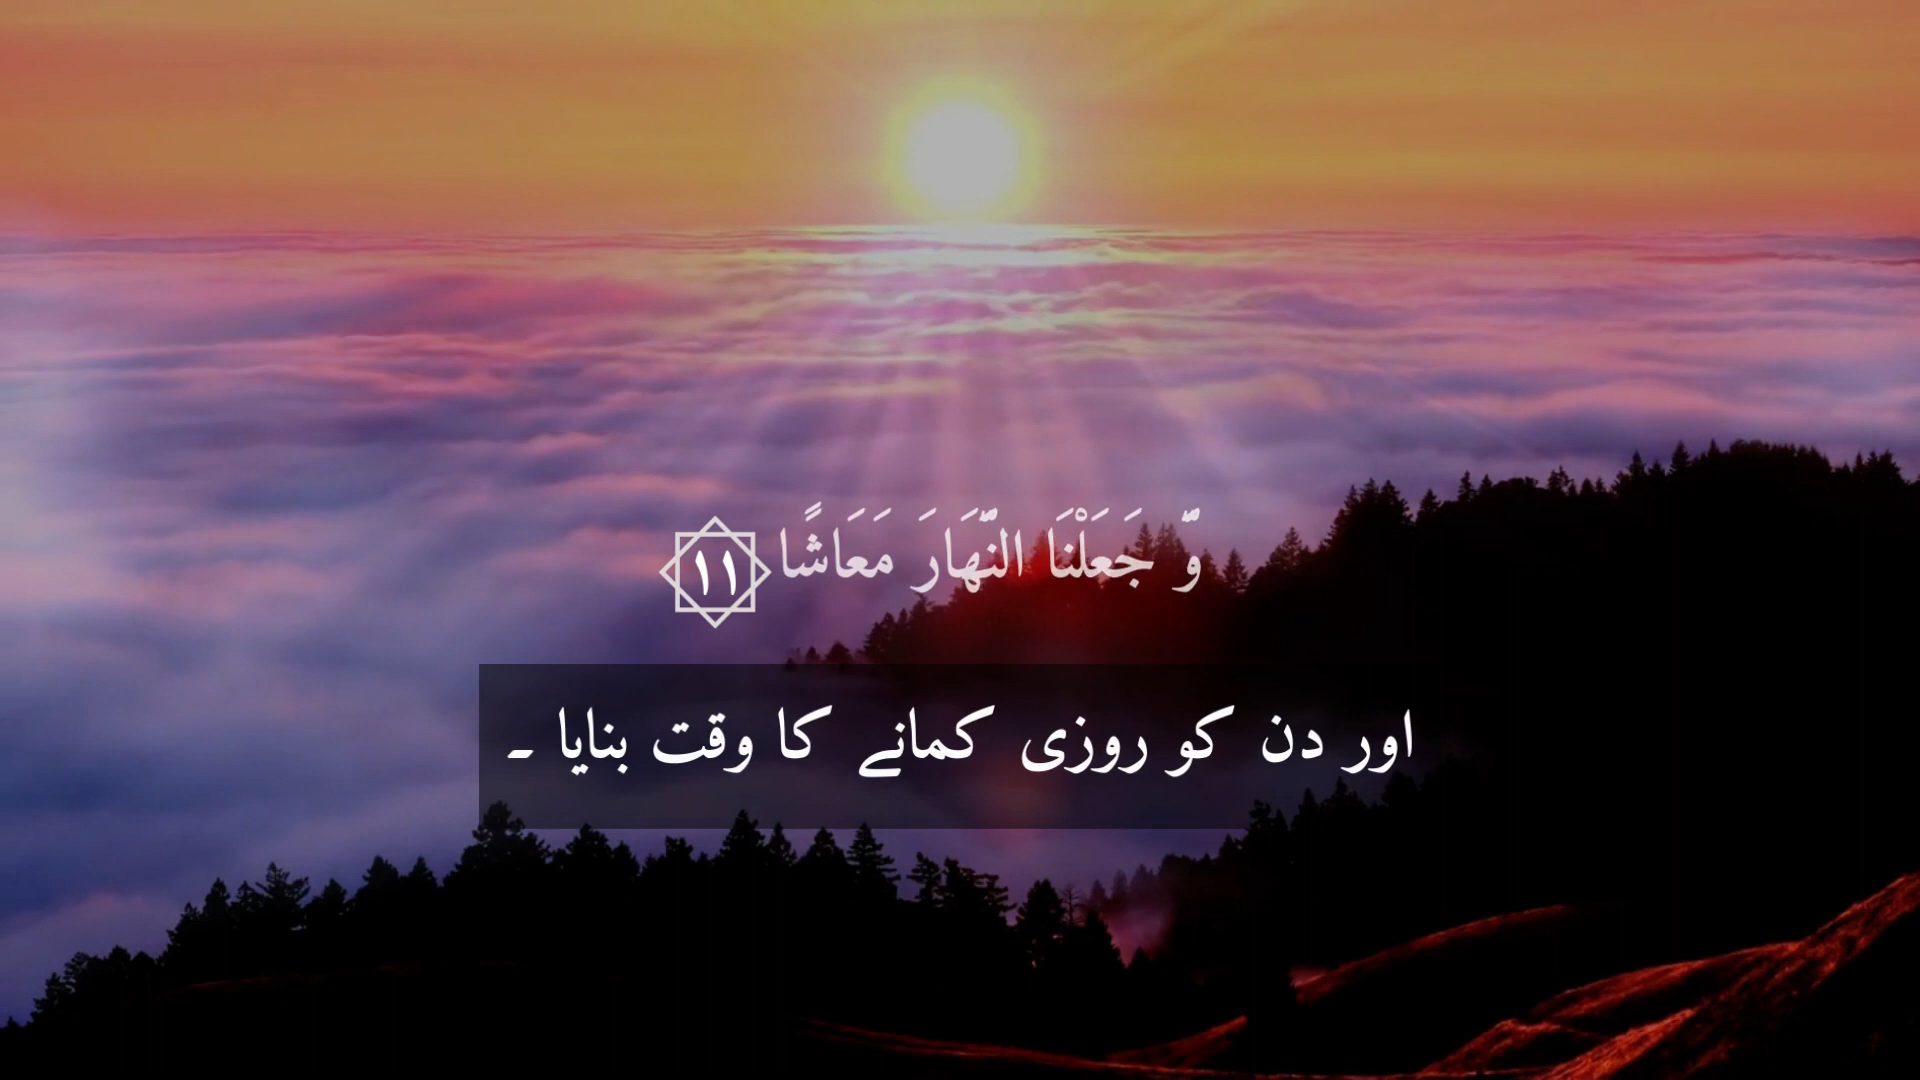 وَّ جَعَلْنَا النَّهَارَ مَعَاشًا ١١
اور دن کو روزی کمانے کا وقت بنایا ۔